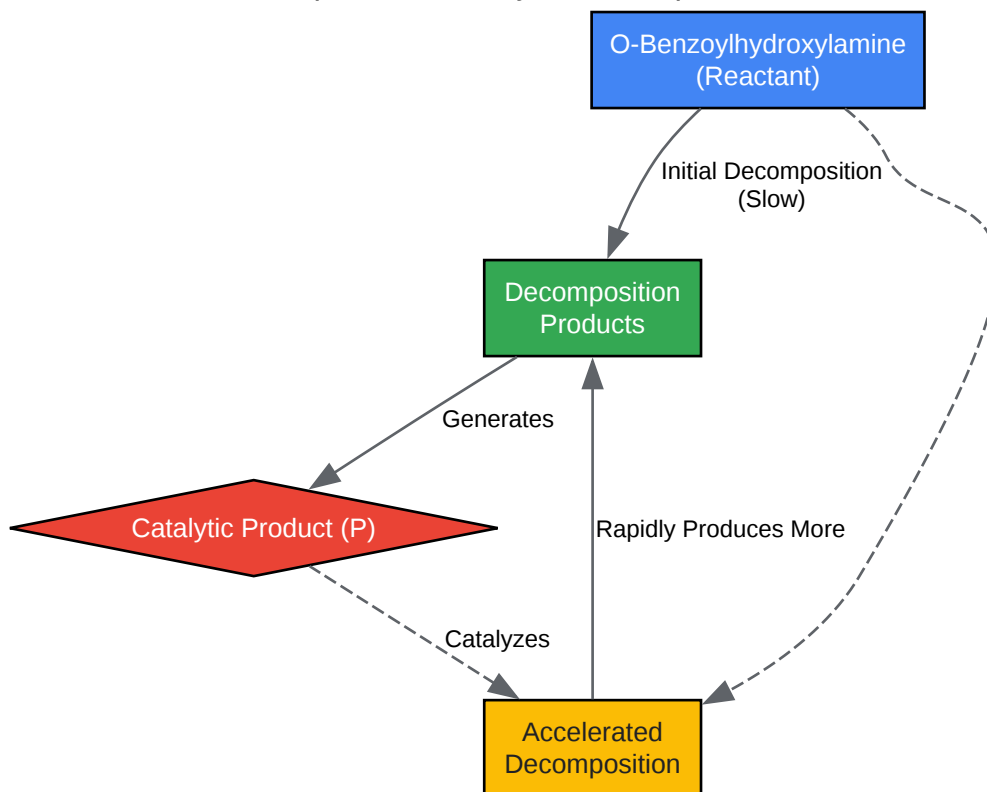 O-Benzoylhydroxylamine
(Reactant)
Initial Decomposition
(Slow)
Decomposition
Products
Generates
Catalytic Product (P)
Rapidly Produces More
Catalyzes
Accelerated
Decomposition